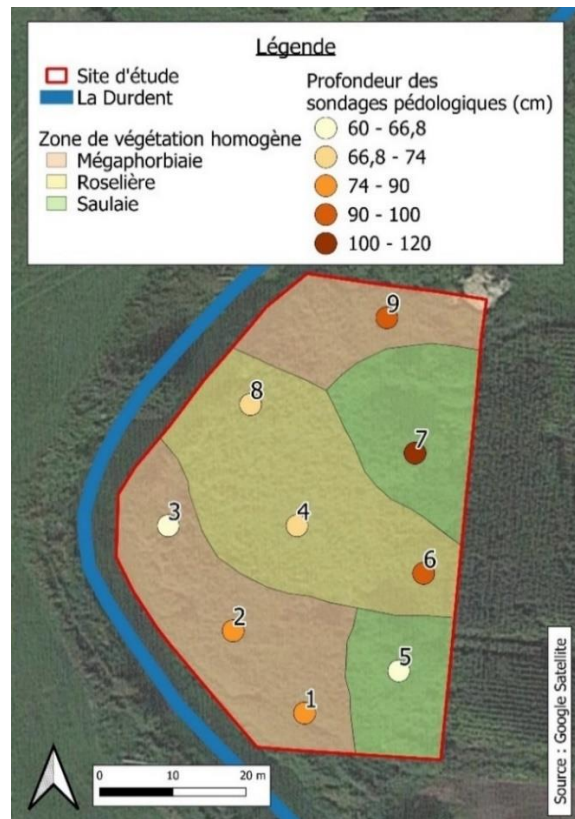 Légende
Site d'étude
La Durdent
Zone de végétation homogène
Mégaphorbiaie
Roselière
Saulaie
Profondeur des
sondages pédologiques (cm)
60 - 66,8
66,8 - 74
74 - 90
90 - 100
100 - 120
9
8
7
3
4
6
2
5
1
0 10 20 m
Source : Google Satellite